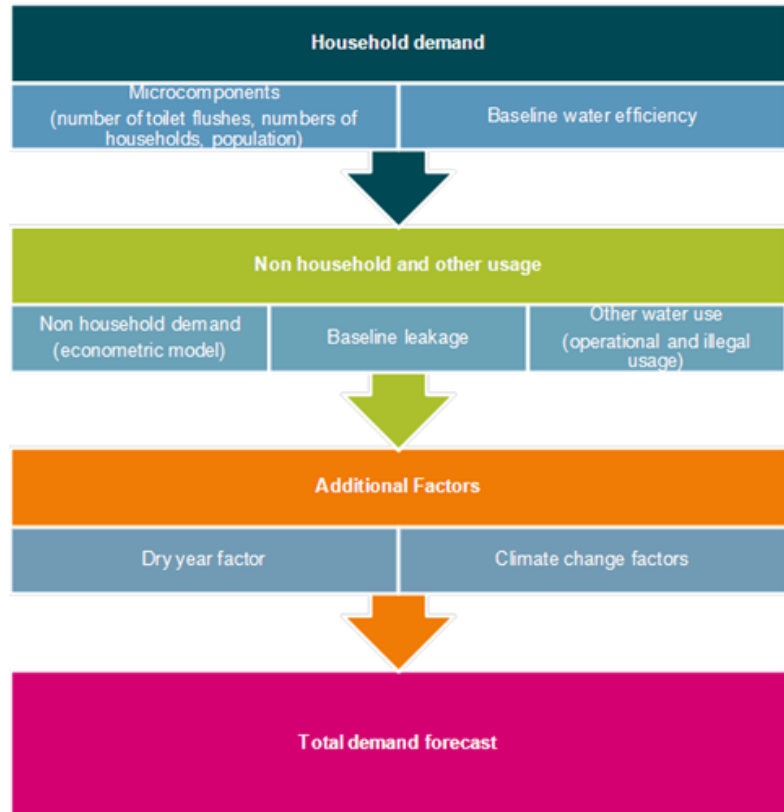 Household demand
Microcomponents
(number of toilet flushes, numbers of
households, population)
Baseline water efficiency
Non household and other usage
Non household demand
(econometric model)
Baseline leakage
Other water use
(operational and illegal
usage)
Additional Factors
Dry year factor
Climate change factors
Total demand forecast